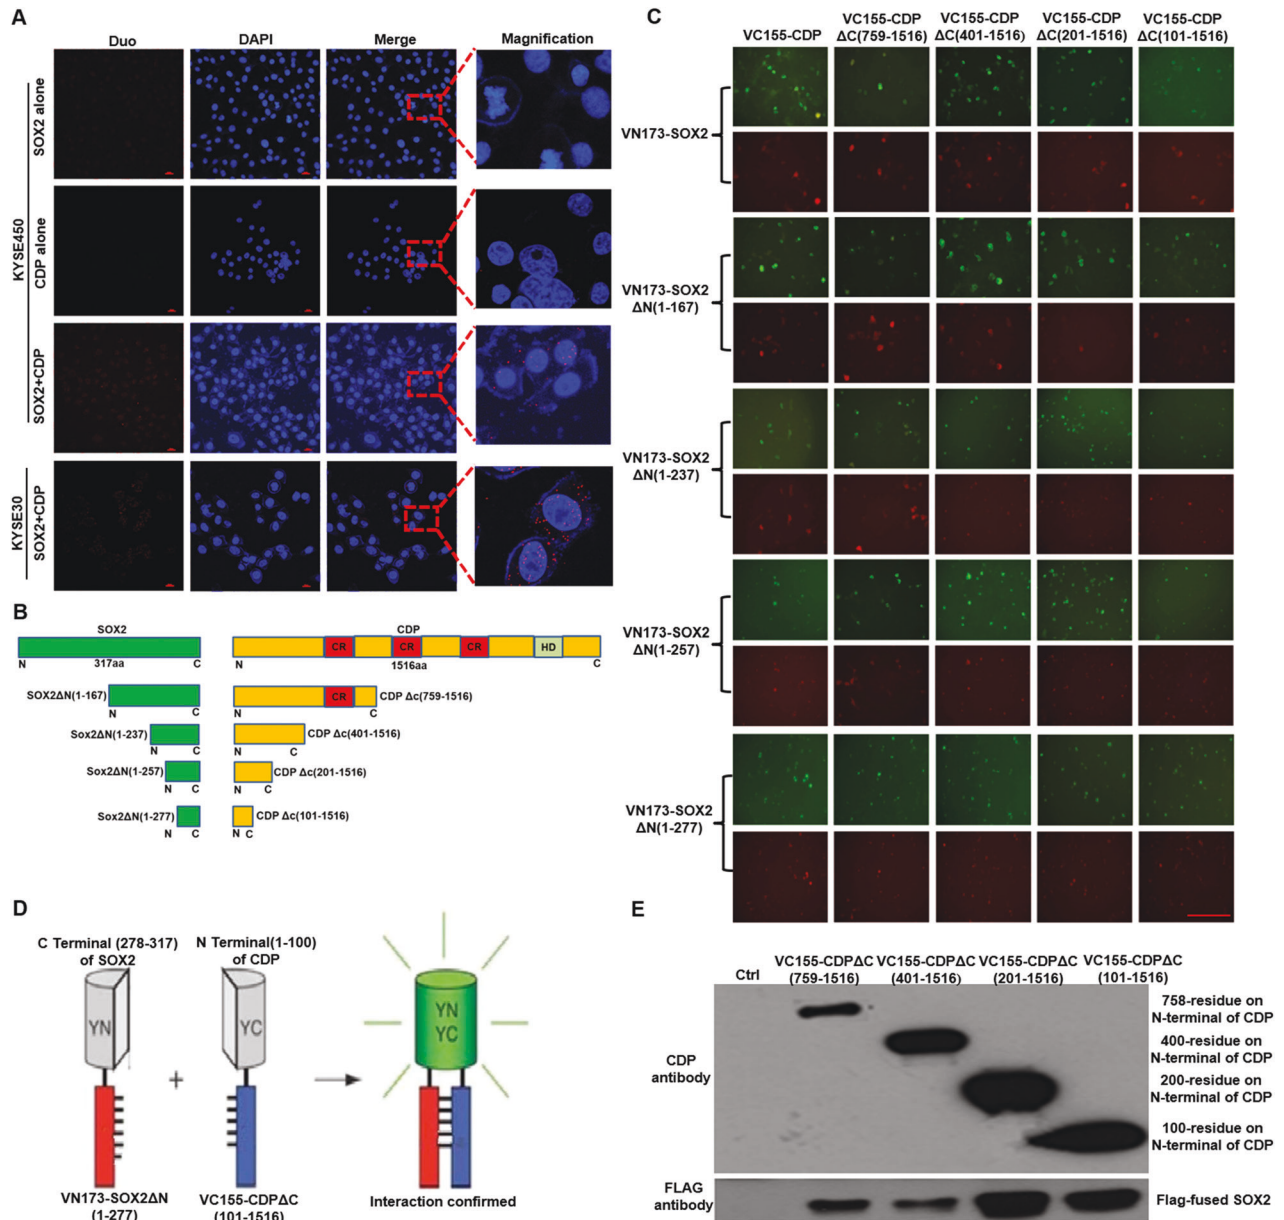 A
Duo
DAPI
Merge
Magnification
KYSE450
SOX2 alone
CDP alone
SOX2+CDP
KYSE30
SOX2+CDP
B
SOX2
CDP
CR
CR
CR
HD
N
317aa
C
N
1516aa
C
SOX2ΔN(1-167)
N
C
CR
N
C
CDP Δc(759-1516)
Sox2ΔN(1-237)
N
C
N
C
CDP Δc(401-1516)
Sox2ΔN(1-257)
N
C
N
C
CDP Δc(201-1516)
Sox2ΔN(1-277)
N
C
N
C
CDP Δc(101-1516)
C
VC155-CDP
VC155-CDP
ΔC(759-1516)
VC155-CDP
ΔC(401-1516)
VC155-CDP
ΔC(201-1516)
VC155-CDP
ΔC(101-1516)
VN173-SOX2
VN173-SOX2
ΔN(1-167)
VN173-SOX2
ΔN(1-237)
VN173-SOX2
ΔN(1-257)
VN173-SOX2
ΔN(1-277)
D
C Terminal (278-317)
of SOX2
N Terminal(1-100)
of CDP
YN
+
YC
YN
YC
VN173-SOX2ΔN
(1-277)
VC155-CDPΔC
(101-1516)
Interaction confirmed
E
Ctrl
VC155-CDPΔC
(759-1516)
VC155-CDPΔC
(401-1516)
VC155-CDPΔC
(201-1516)
VC155-CDPΔC
(101-1516)
CDP
antibody
758-residue on
N-terminal of CDP
400-residue on
N-terminal of CDP
200-residue on
N-terminal of CDP
100-residue on
N-terminal of CDP
FLAG
antibody
Flag-fused SOX2